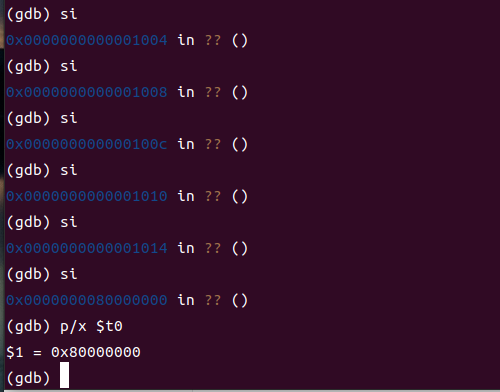 (gdb) si
0x0000000000001004 in ?? ()
(gdb) si
0x0000000000001008 in ?? ()
(gdb) si
0x000000000000100c in ?? ()
(gdb) si
0x0000000000001010 in ?? ()
(gdb) si
0x0000000000001014 in ?? ()
(gdb) si
0x0000000080000000 in ?? ()
(gdb) p/x $t0
$1 = 0x80000000
(gdb)